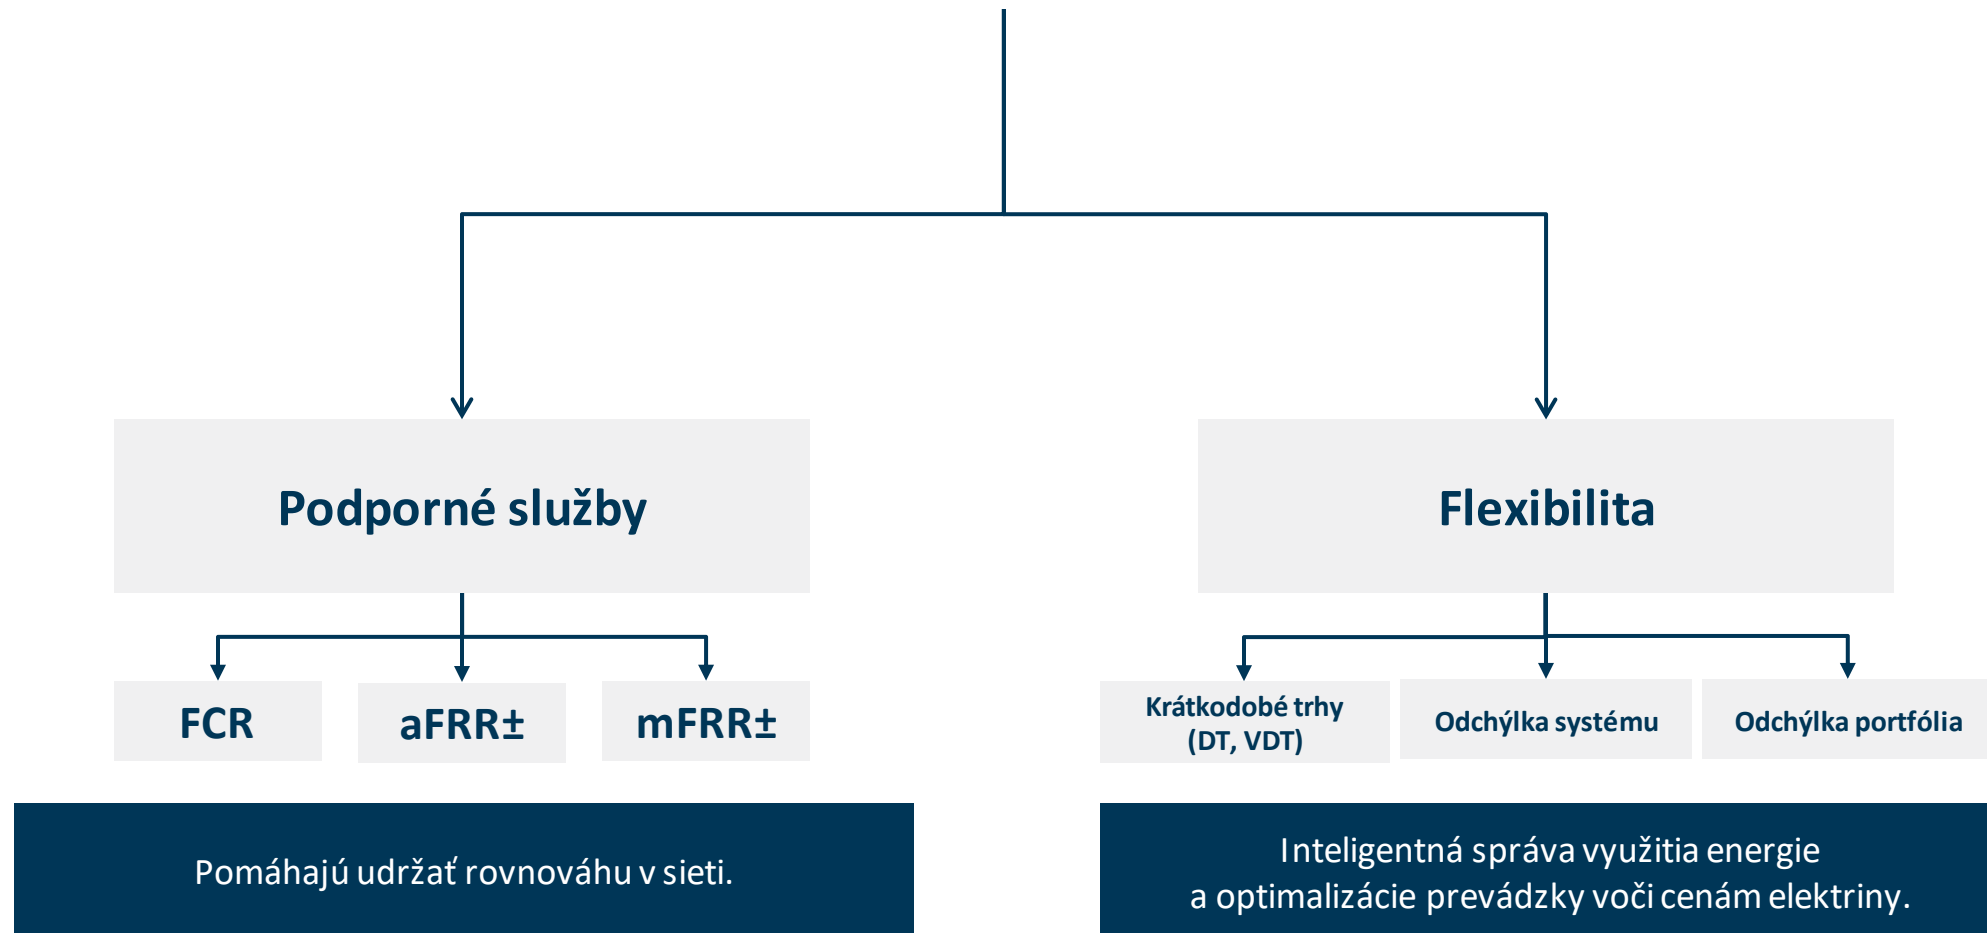 Podporné služby
Flexibilita
FCR
aFRR±
mFRR±
Krátkodobé trhy
(DT, VDT)
Odchýlka systému
Odchýlka portfólia
Pomáhajú udržať rovnováhu v sieti.
Inteligentná správa využitia energie
a optimalizácie prevádzky voči cenám elektriny.